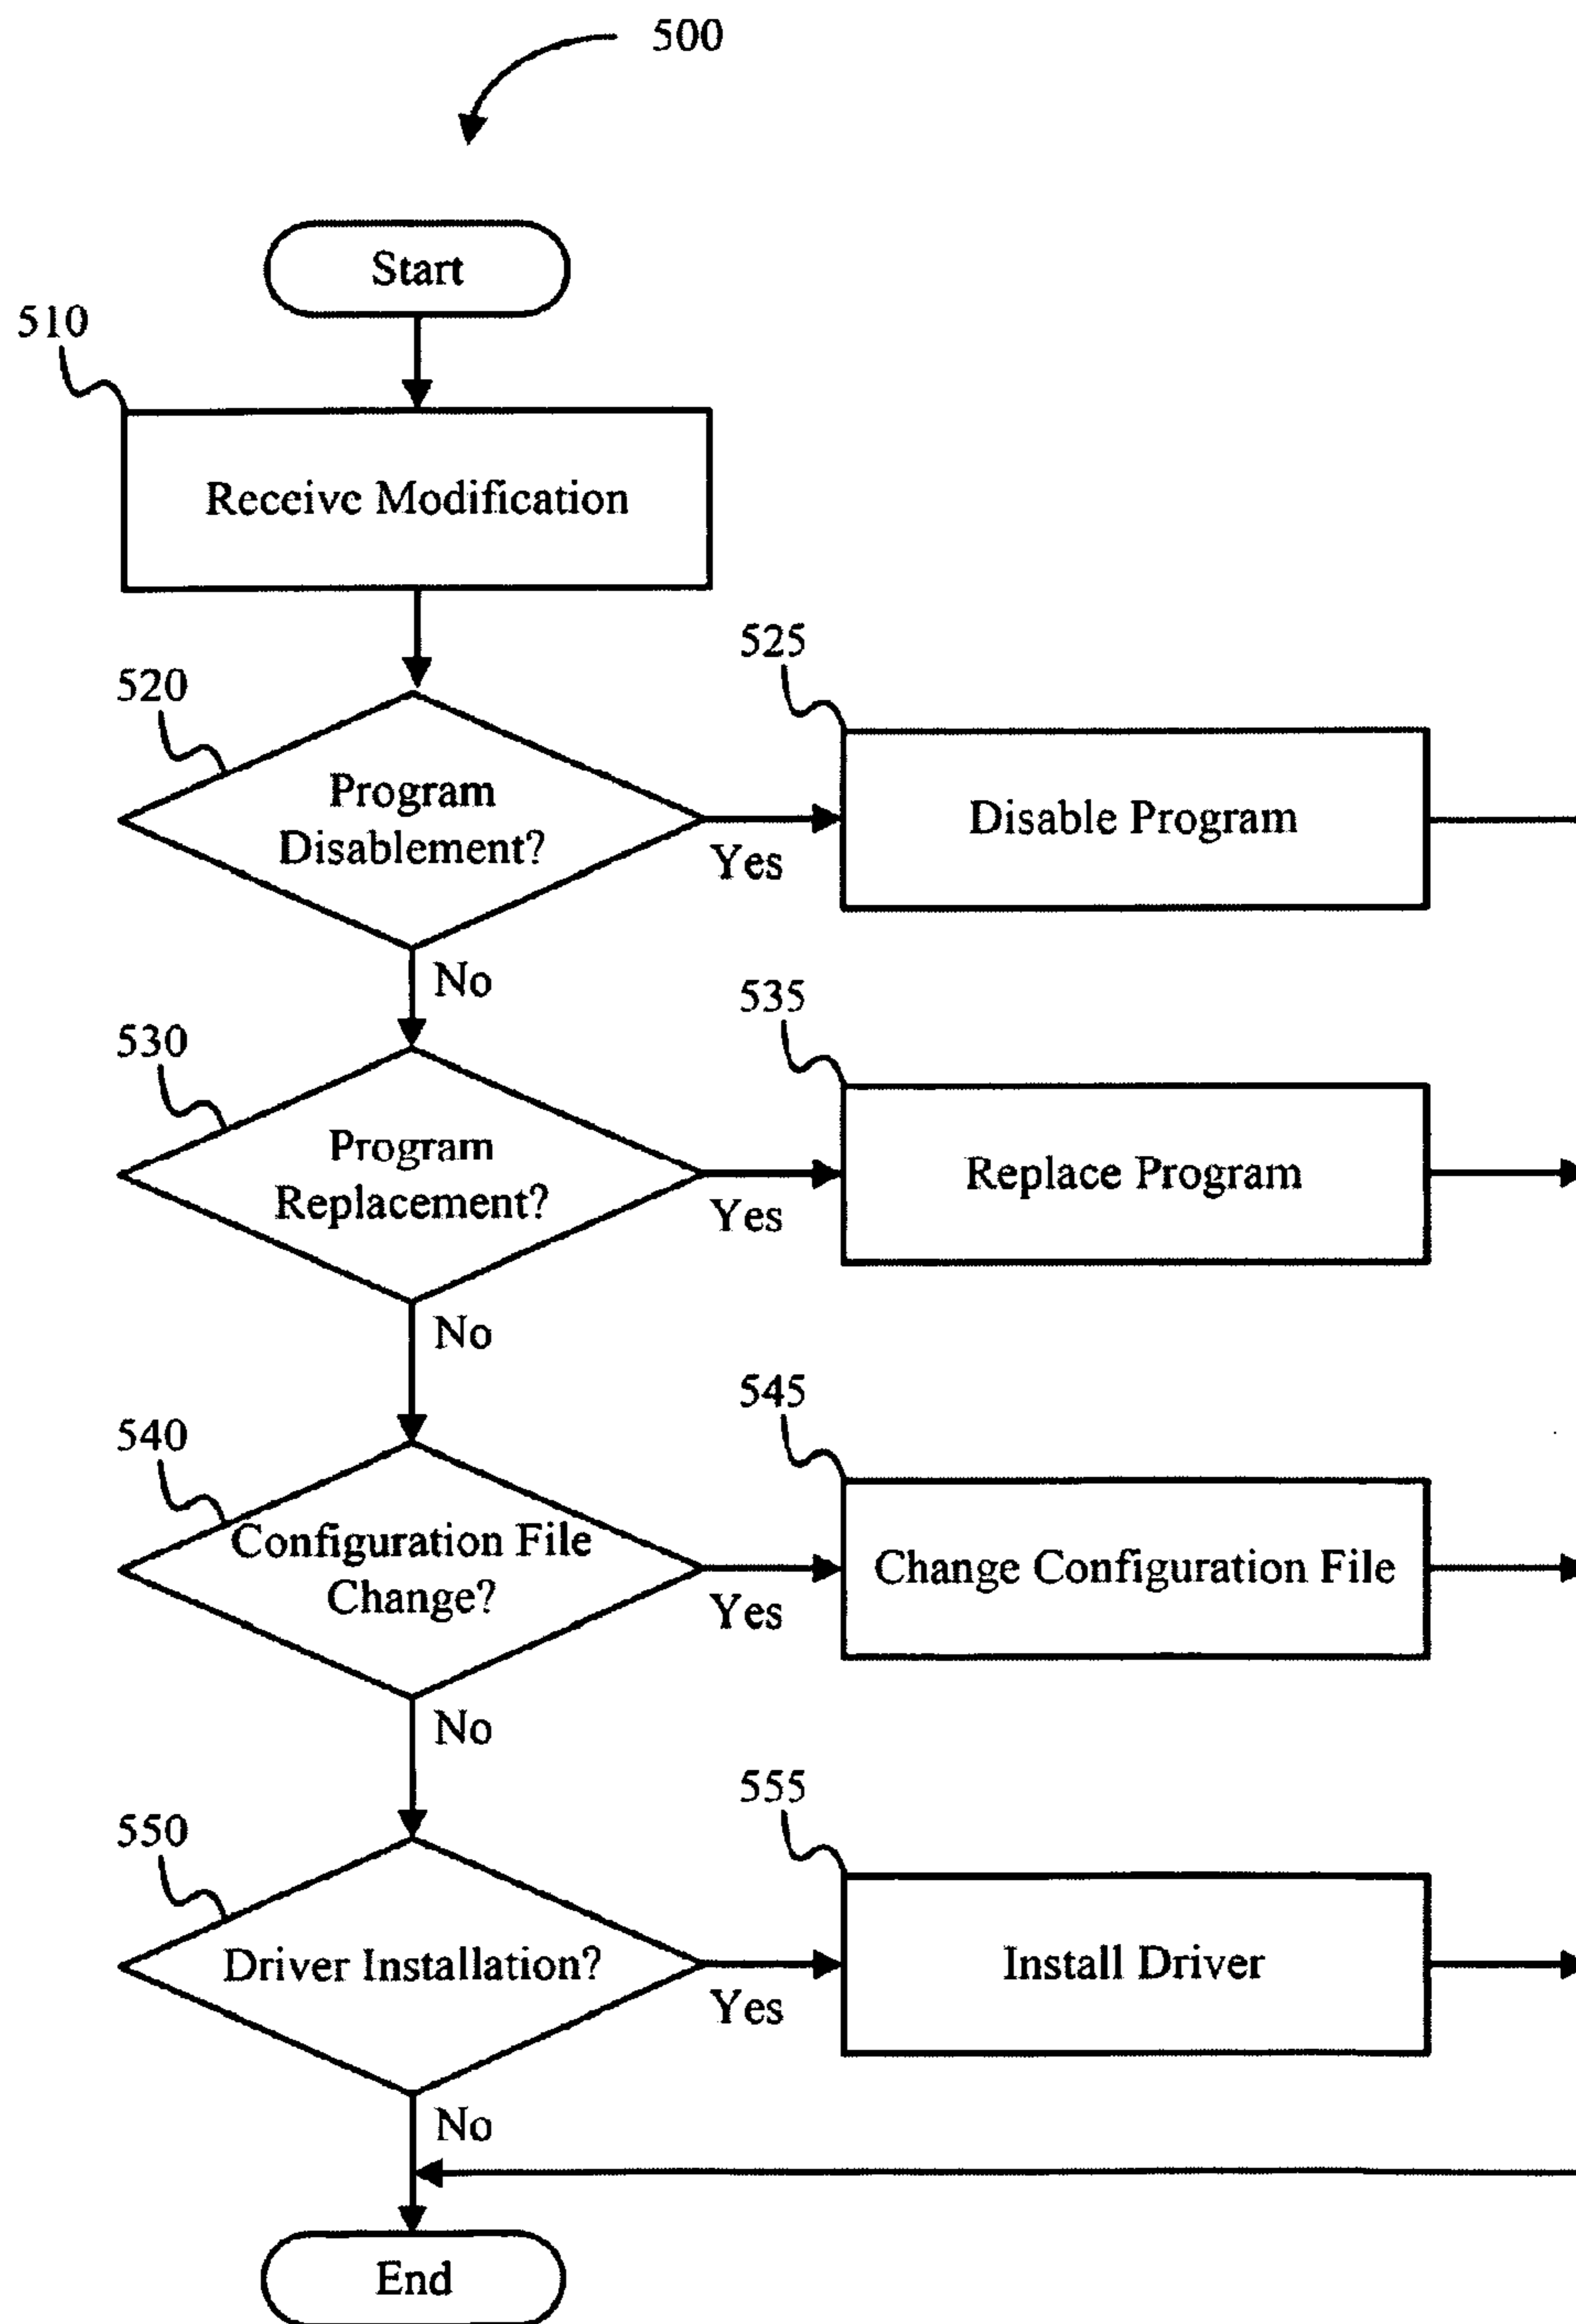 500
Start
510
Receive Modification
520
Program
Disablement?
Yes
525
Disable Program
No
530
Program
Replacement?
Yes
535
Replace Program
No
540
Configuration File
Change?
Yes
545
Change Configuration File
No
550
Driver Installation?
Yes
555
Install Driver
No
End